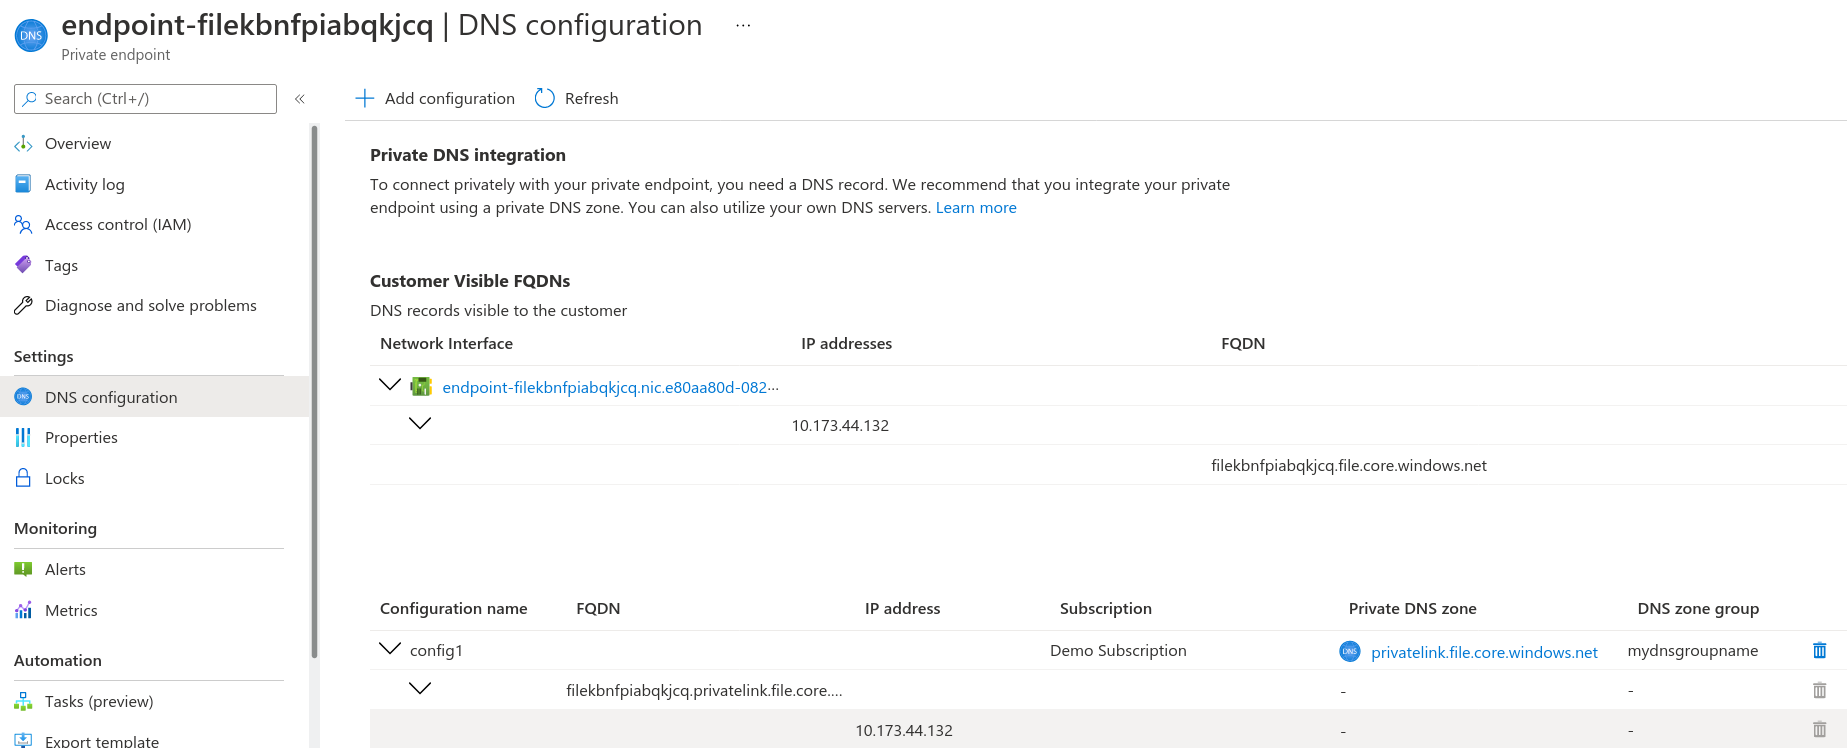 endpoint-filekbnfpiabqkjcq | DNS configuration ...
DNS
Private endpoint
Search (Ctrl+/)
«
Add configuration
Refresh
Overview
Activity log
Access control (IAM)
Tags
Diagnose and solve problems
Settings
DNS configuration
Properties
Locks
Monitoring
Alerts
Metrics
Automation
Tasks (preview)
Export template
Private DNS integration
To connect privately with your private endpoint, you need a DNS record. We recommend that you integrate your private
endpoint using a private DNS zone. You can also utilize your own DNS servers. Learn more
Customer Visible FQDNs
DNS records visible to the customer
Network Interface IP addresses FQDN
endpoint-filekbnfpiabqkjcq.nic.e80aa80d-082...
10.173.44.132
filekbnfpiabqkjcq.file.core.windows.net
Configuration name FQDN IP address Subscription Private DNS zone DNS zone group
config1 Demo Subscription privatelink.file.core.windows.net mydnsgroupname
filekbnfpiabqkjcq.privatelink.file.core.... - -
10.173.44.132 - -